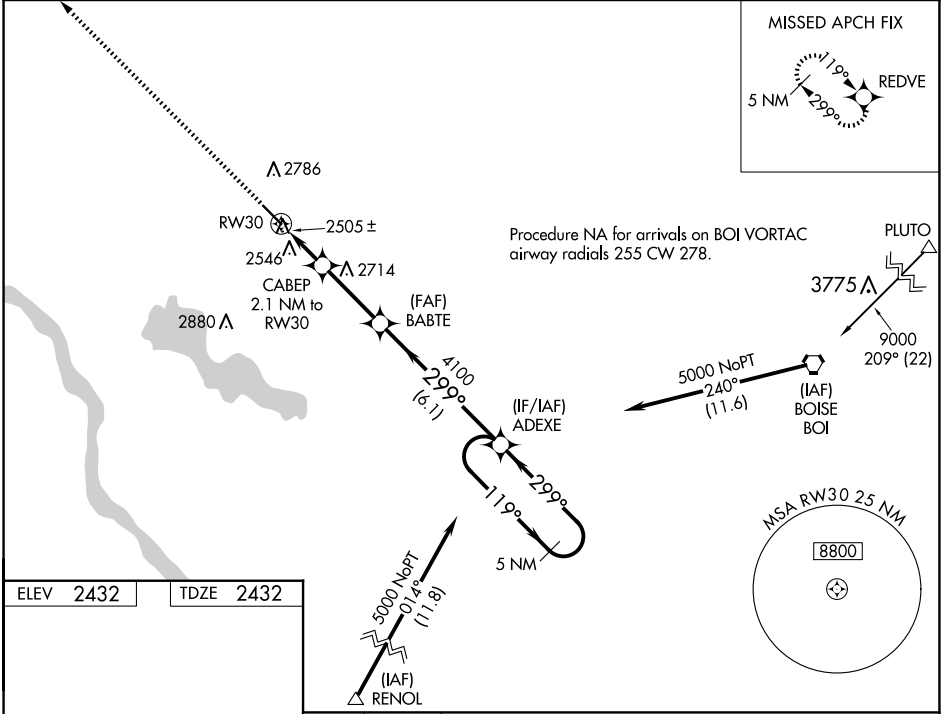 MISSED APCH FIX
119°
REDVE
5 NM
299°
2786
RW30
2505 ±
2546
CABEP
2.1 NM to
RW30
2714
Procedure NA for arrivals on BOI VORTAC
airway radials 255 CW 278.
PLUTO
3775
9000
209° (22)
2880
(FAF)
BABTE
4100
299°
(6.1)
5000 NoPT
240°
(11.6)
(IAF)
BOISE
BOI
(IF/IAF)
ADEXE
299°
119°
5 NM
MSA RW30 25 NM
8800
5000 NoPT
014°
(11.8)
(IAF)
RENOL
ELEV 2432
TDZE 2432